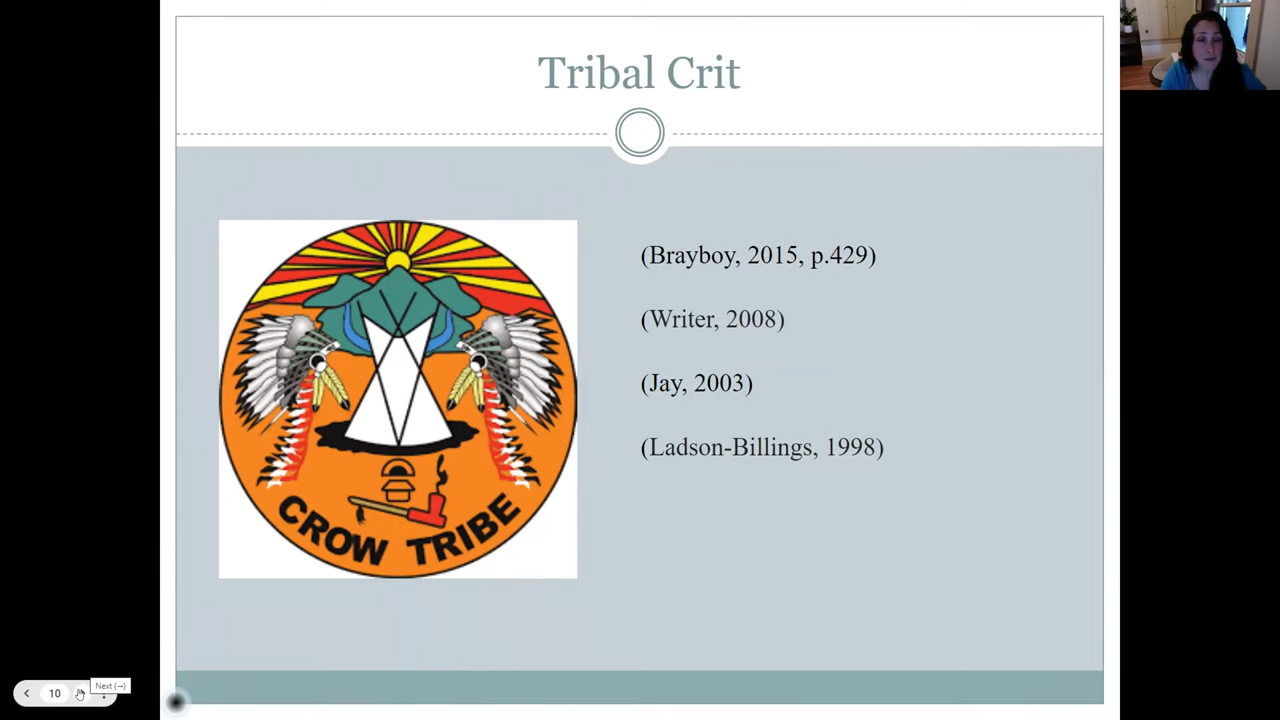 Tribal Crit
(Brayboy, 2015, p.429)
(Writer, 2008)
(Jay, 2003)
(Ladson-Billings, 1998)
CROW TRIBE
10
Next (→)